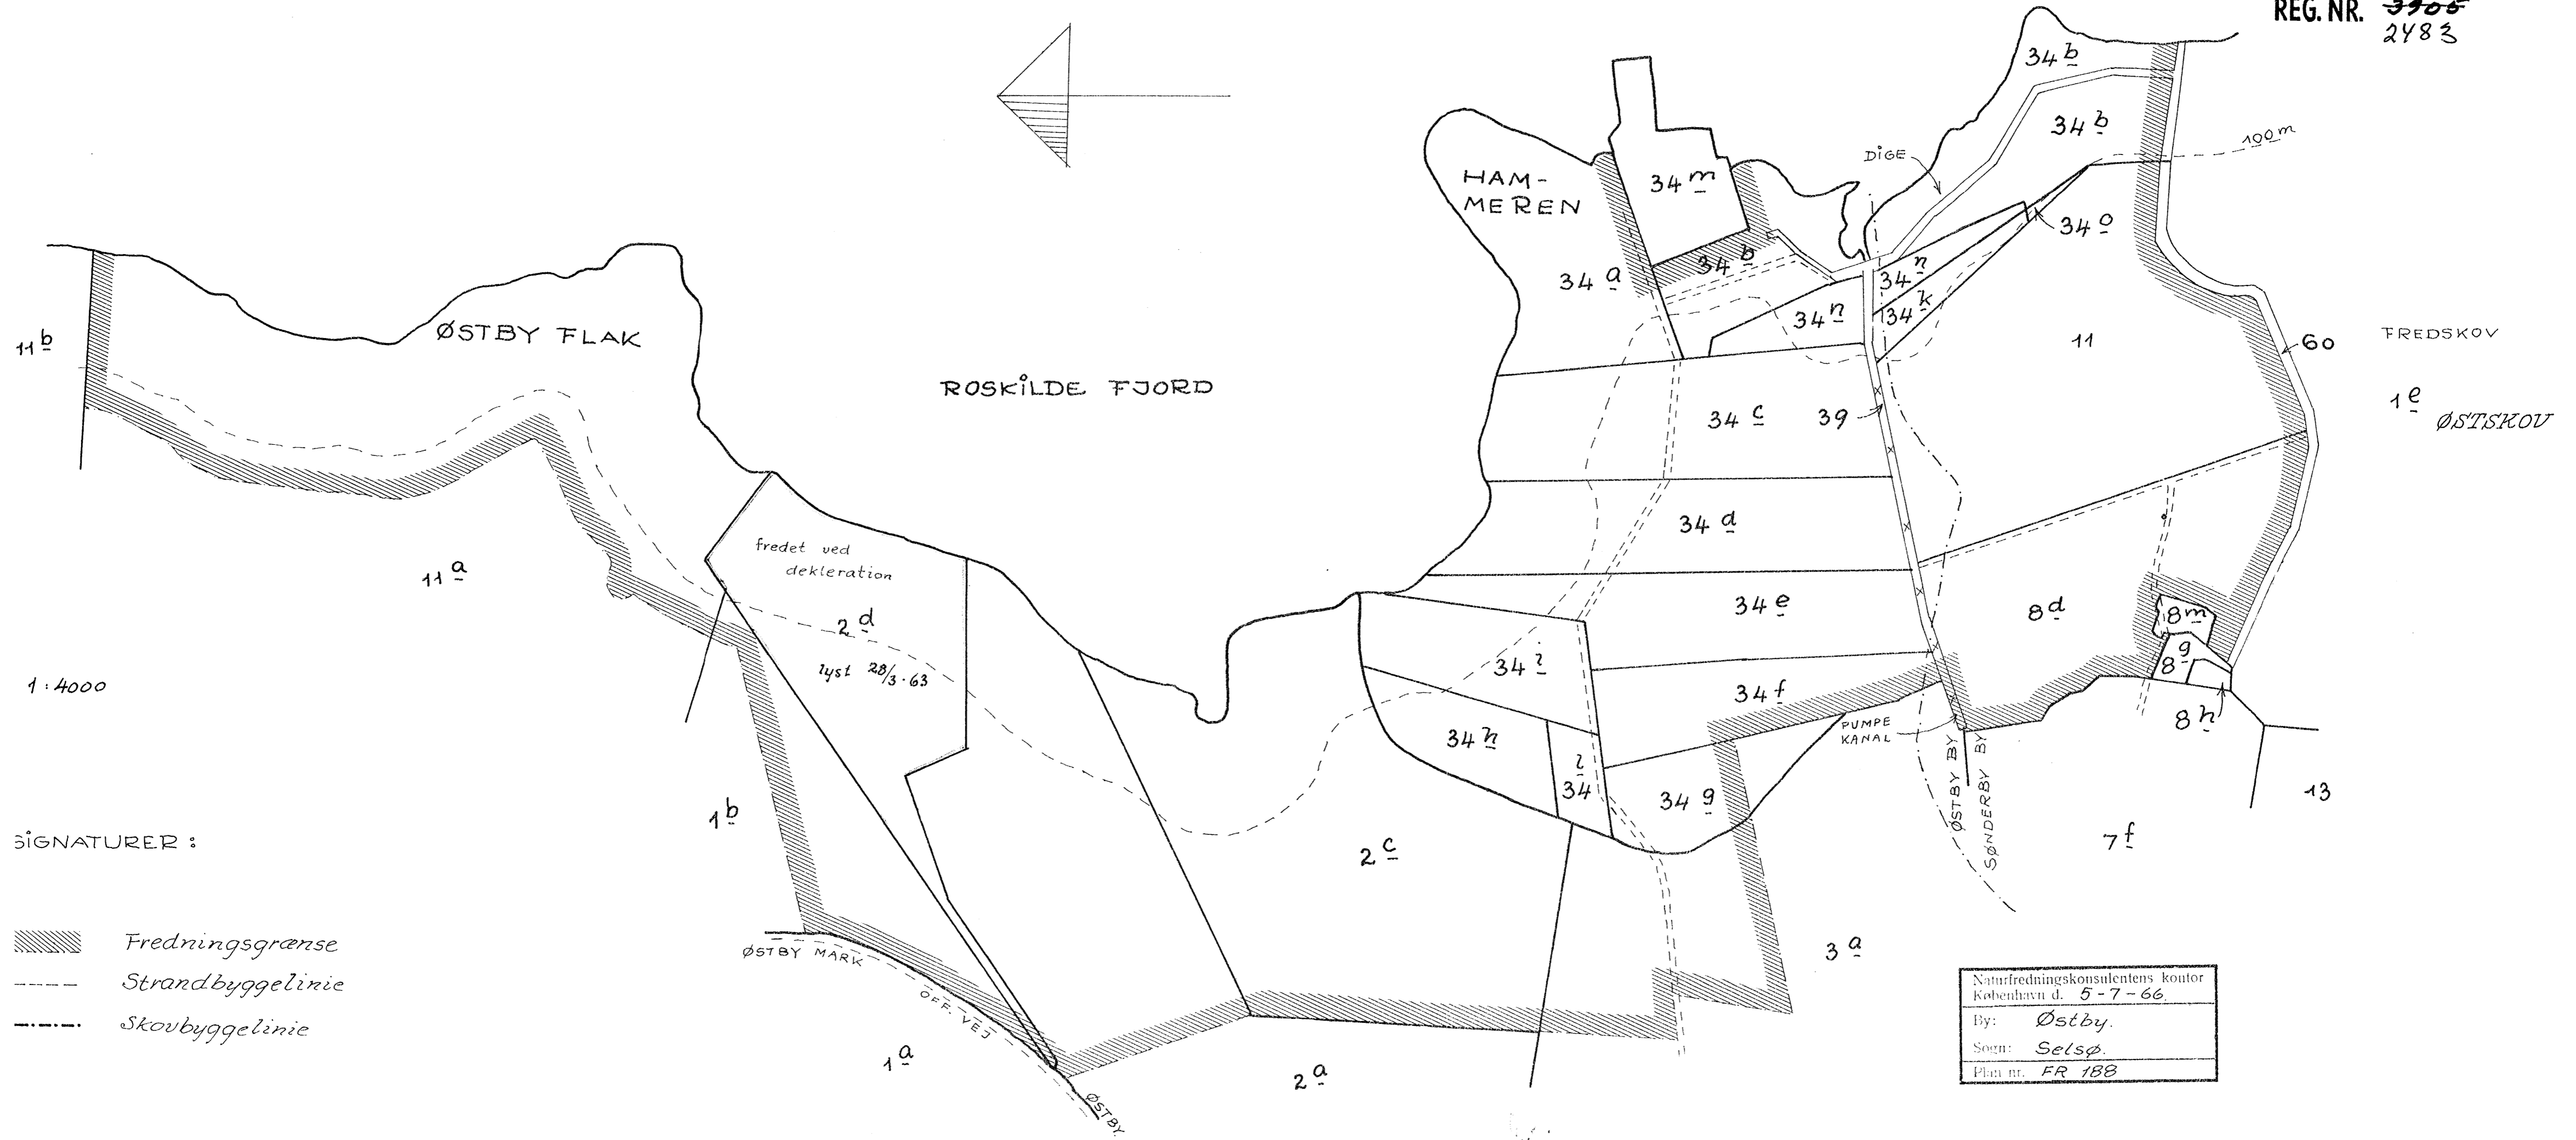 REG. NR. 3905
2483
34 b
34 b
100 m
DIGE
HAM-
MEREN
34 m
34 o
34 a
34 b
34 n
34 k
34 n
11
60
FREDSKOV
1 e
ØSTSKOV
11 b
ØSTBY FLAK
ROSKILDE FJORD
34 c
39
34 d
fredet ved
dekleration
11 a
2 d
lyst 28/3-63
34 e
8 d
8 m
8 g
8 h
34 i
34 f
1:4000
34 h
l
34
34 g
PUMPE
KANAL
ØSTBY BY
SØNDERBY BY
13
1 b
2 c
7 f
SIGNATURER:
Fredningsgrænse
Strandbyggelinie
Skovbyggelinie
ØSTBY MARK
OFF. VEJ
ØSTBY
1 a
2 a
3 a
Naturfredningskonsulentens kontor
København d. 5-7-66.
By: Østby.
Sogn: Selsø.
Plan nr. FR 188